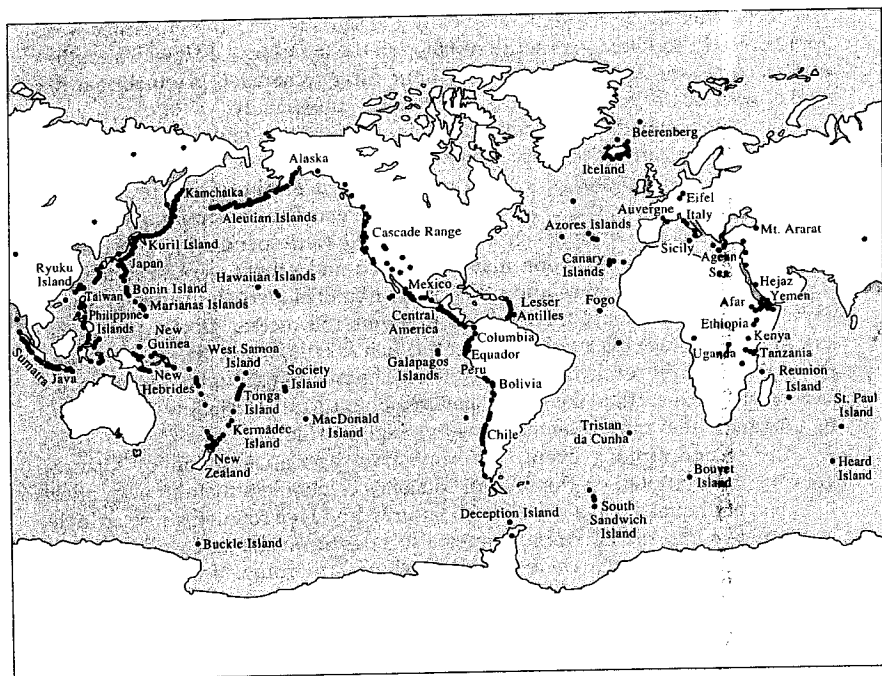 Beerenberg
Iceland
Alaska
Kamchatka
Aleutian Islands
Eifel
Auvergne
Italy
Azores Islands
Mt. Ararat
Cascade Range
Kuril Island
Sicily
Agean
Sea
Japan
Canary
Islands
Ryuku
Island
Hawaiian Islands
Mexico
Bonin Island
Hejaz
Taiwan
Marianas Islands
Lesser
Antilles
Fogo
Afar
Yemen
Philippine
Islands
Central
America
Ethiopia
New
Guinea
Columbia
Kenya
West Samoa
Island
Equador
Uganda
Tanzania
Sumatra
Java
Galapagos
Islands
Peru
New
Hebrides
Society
Island
Bolivia
Reunion
Island
Tonga
Island
St. Paul
Island
MacDonald
Island
Kermadec
Island
Chile
Tristan
da Cunha
New
Zealand
Bouvet
Island
Heard
Island
Deception Island
South
Sandwich
Island
Buckle Island